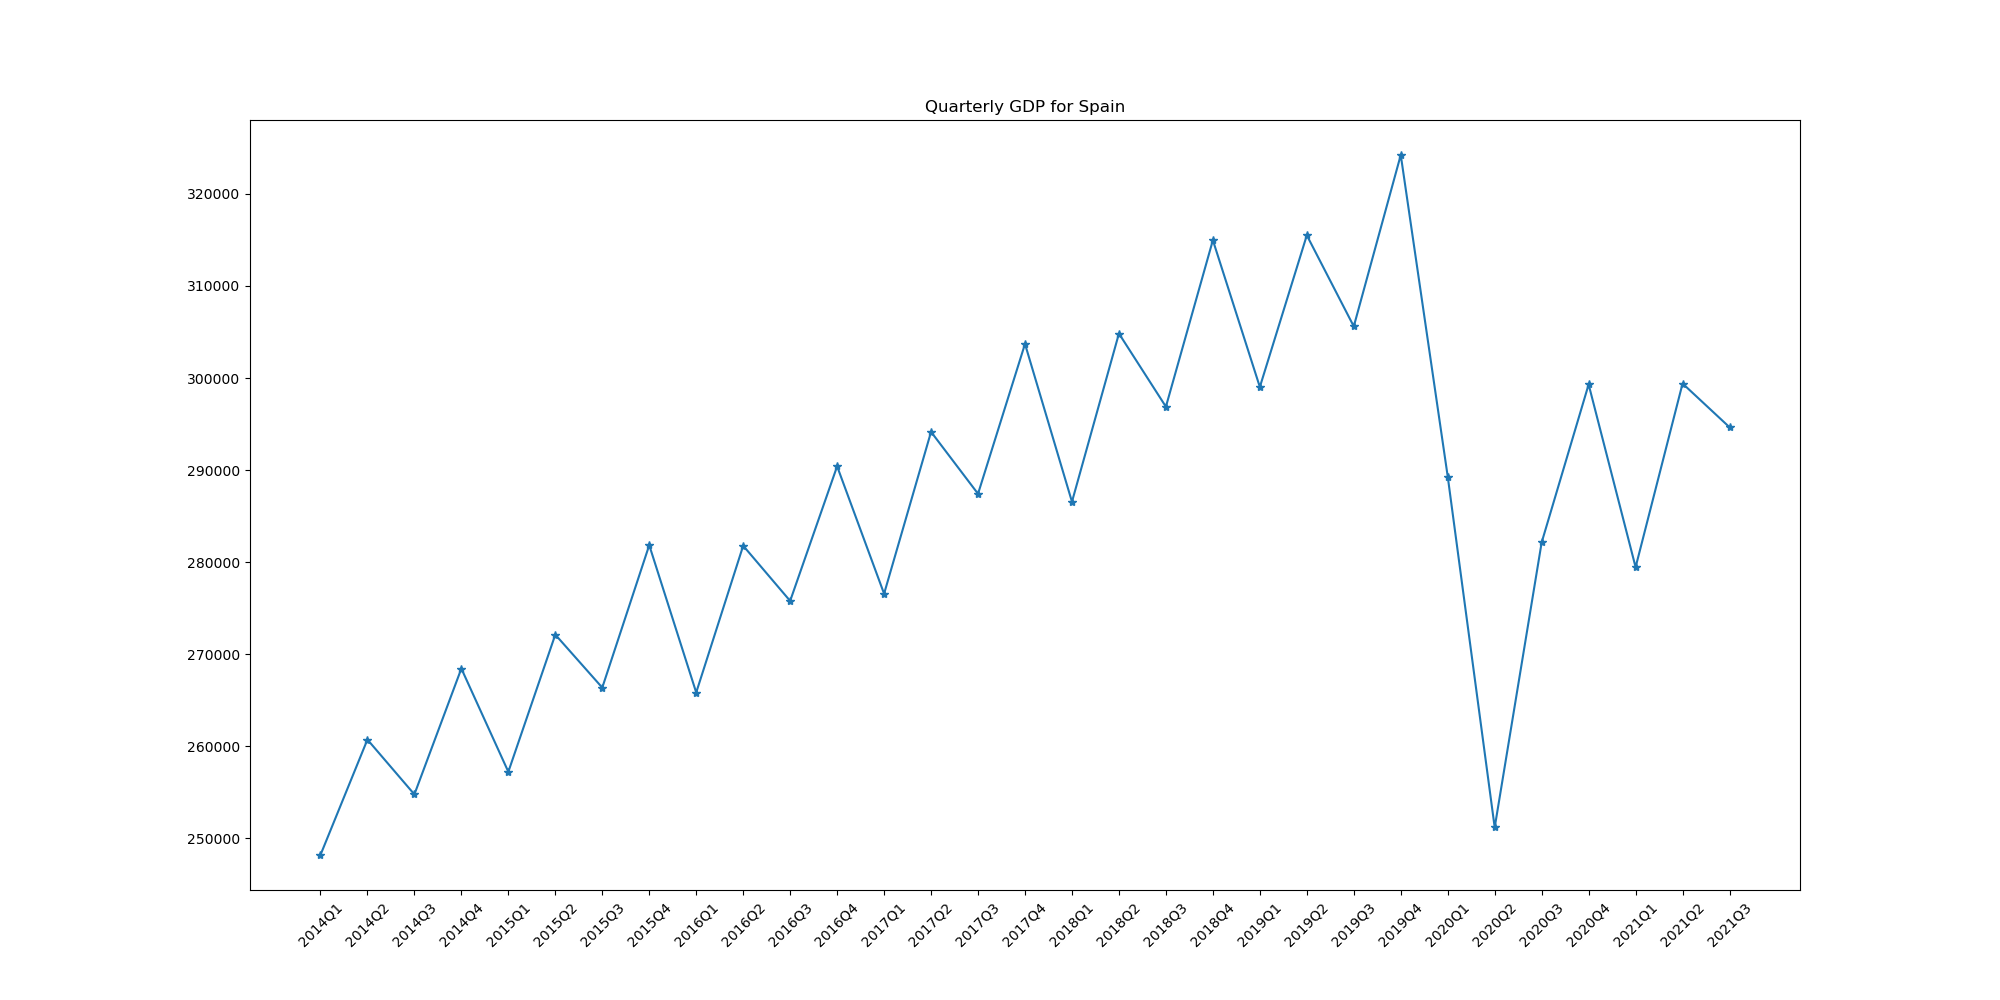 Quarterly GDP for Spain
320000
310000
300000
290000
280000
270000
260000
250000
2014Q1
2014Q2
2014Q3
2014Q4
2015Q1
2015Q2
2015Q3
2015Q4
2016Q1
2016Q2
2016Q3
2016Q4
2017Q1
2017Q2
2017Q3
2017Q4
2018Q1
2018Q2
2018Q3
2018Q4
2019Q1
2019Q2
2019Q3
2019Q4
2020Q1
2020Q2
2020Q3
2020Q4
2021Q1
2021Q2
2021Q3